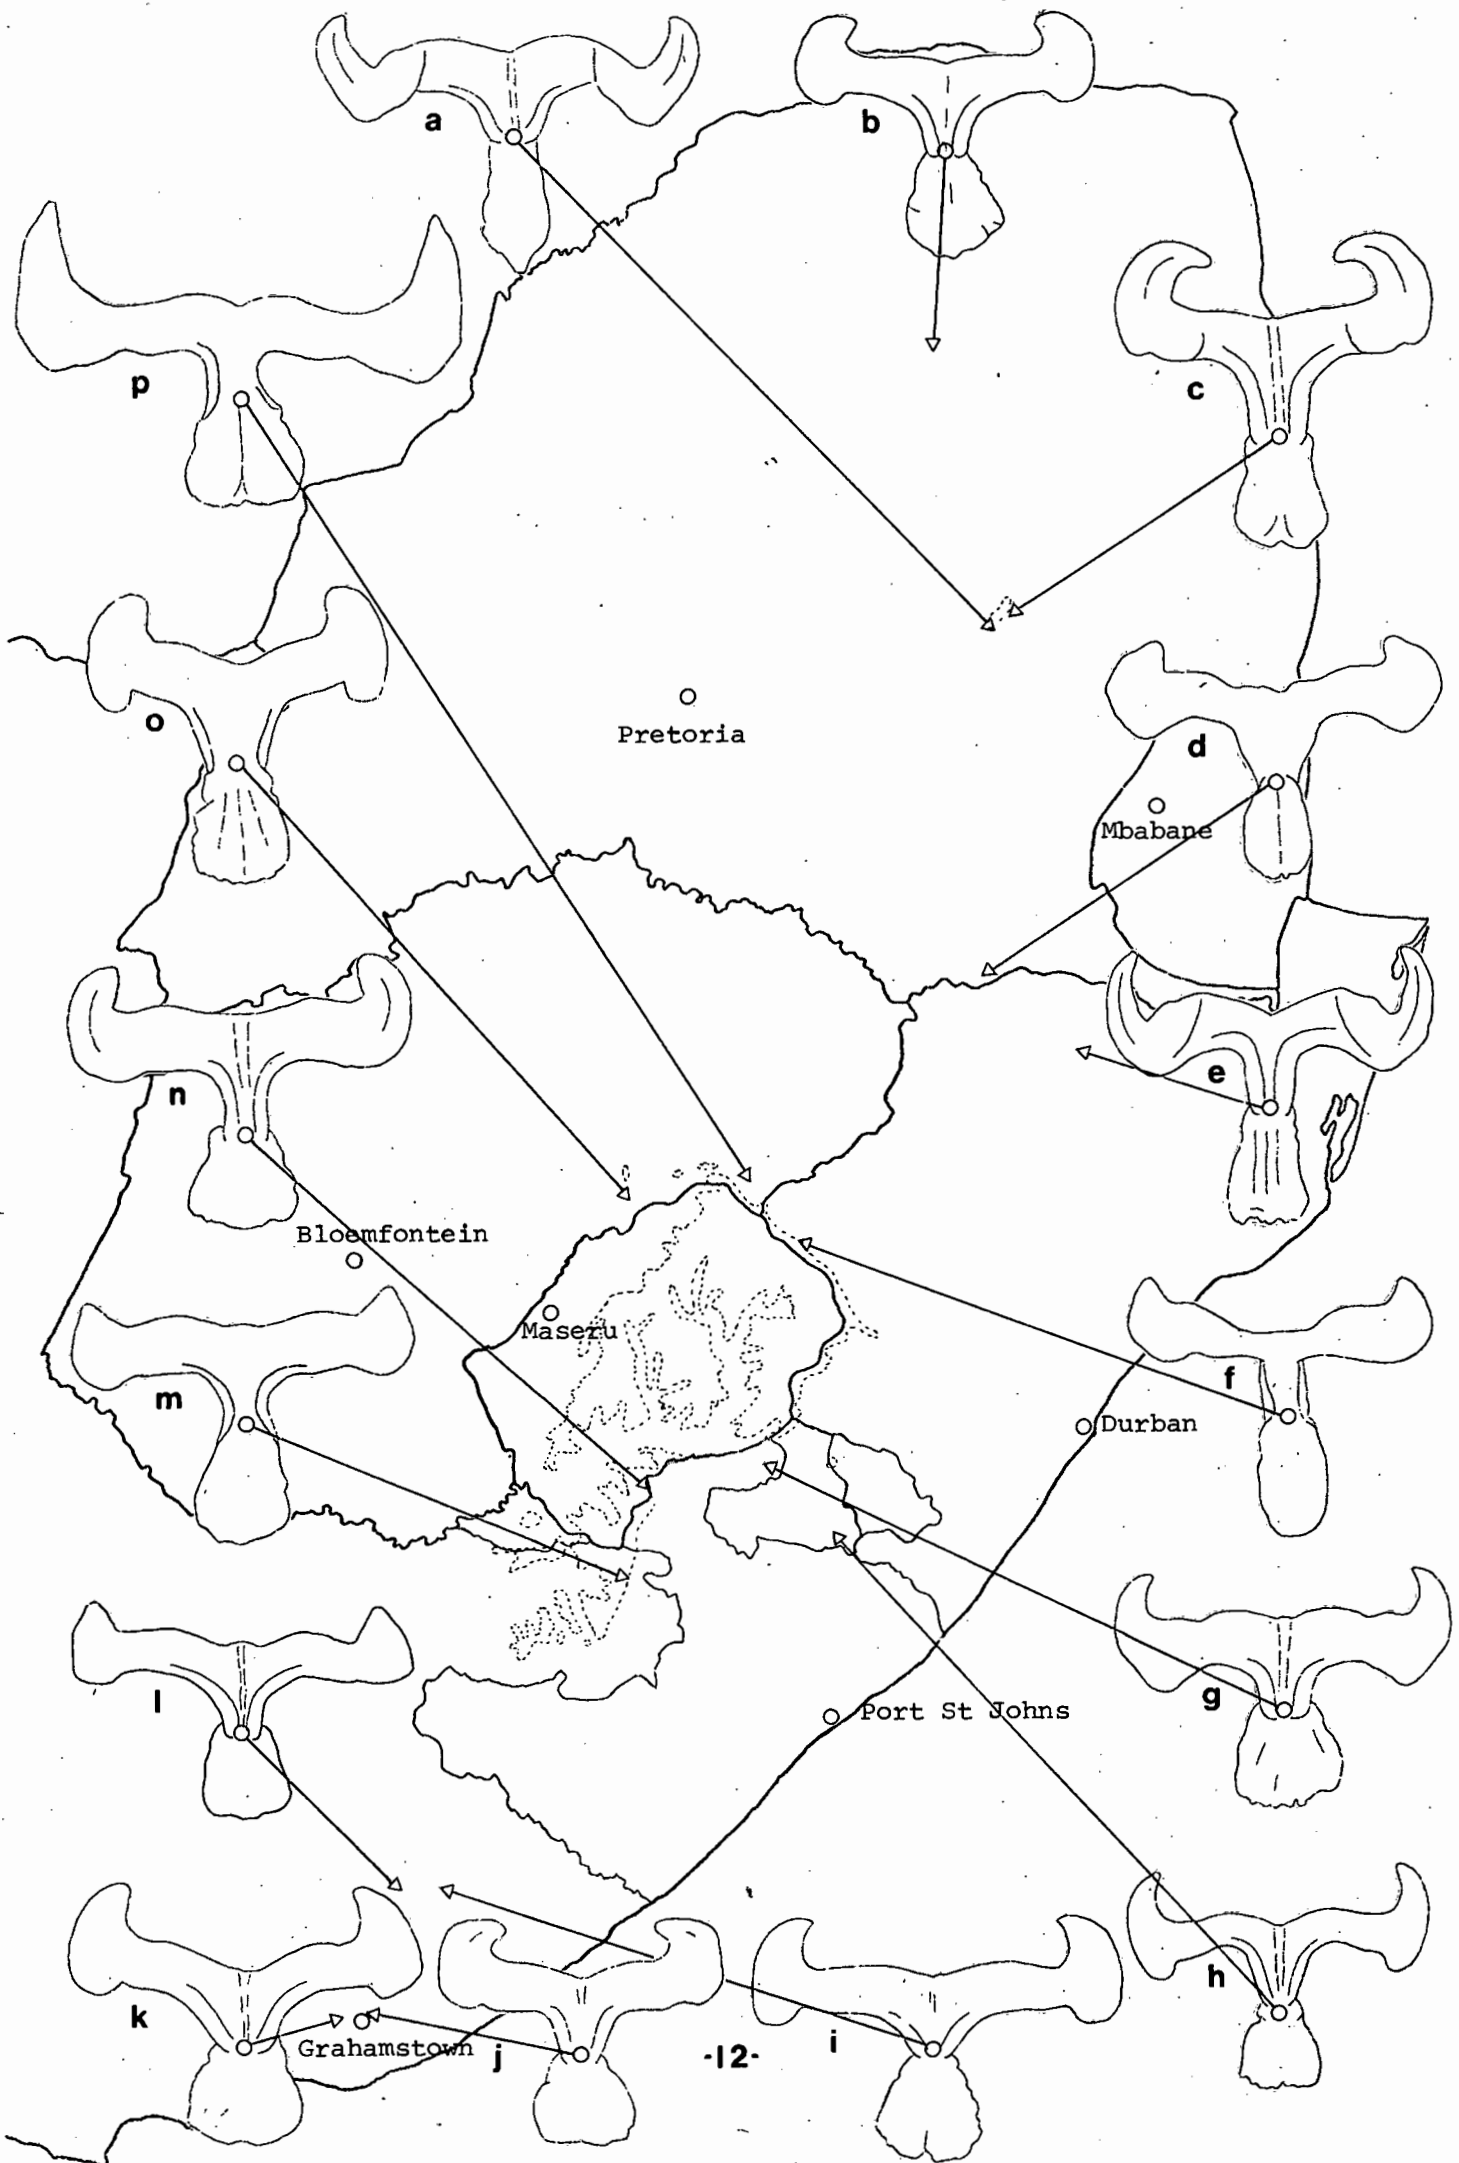 a
b
c
p
Pretoria
o
d
Mbabane
n
e
Bloemfontein
Maseru
m
f
Durban
l
g
Port St Johns
k
Grahamstown
j
-12-
i
h